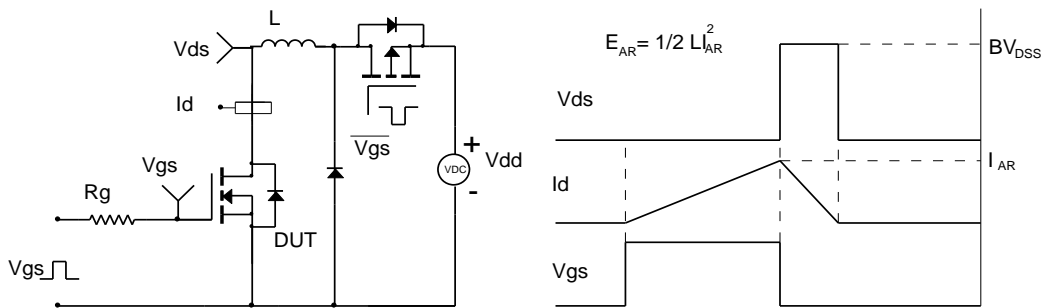 L
Vds
E_AR = 1/2 LI_AR^2
BV_DSS
Id
Vds
Vgs
Vgs
+
VDC
Vdd
-
I_AR
Rg
Id
DUT
Vgs
Vgs